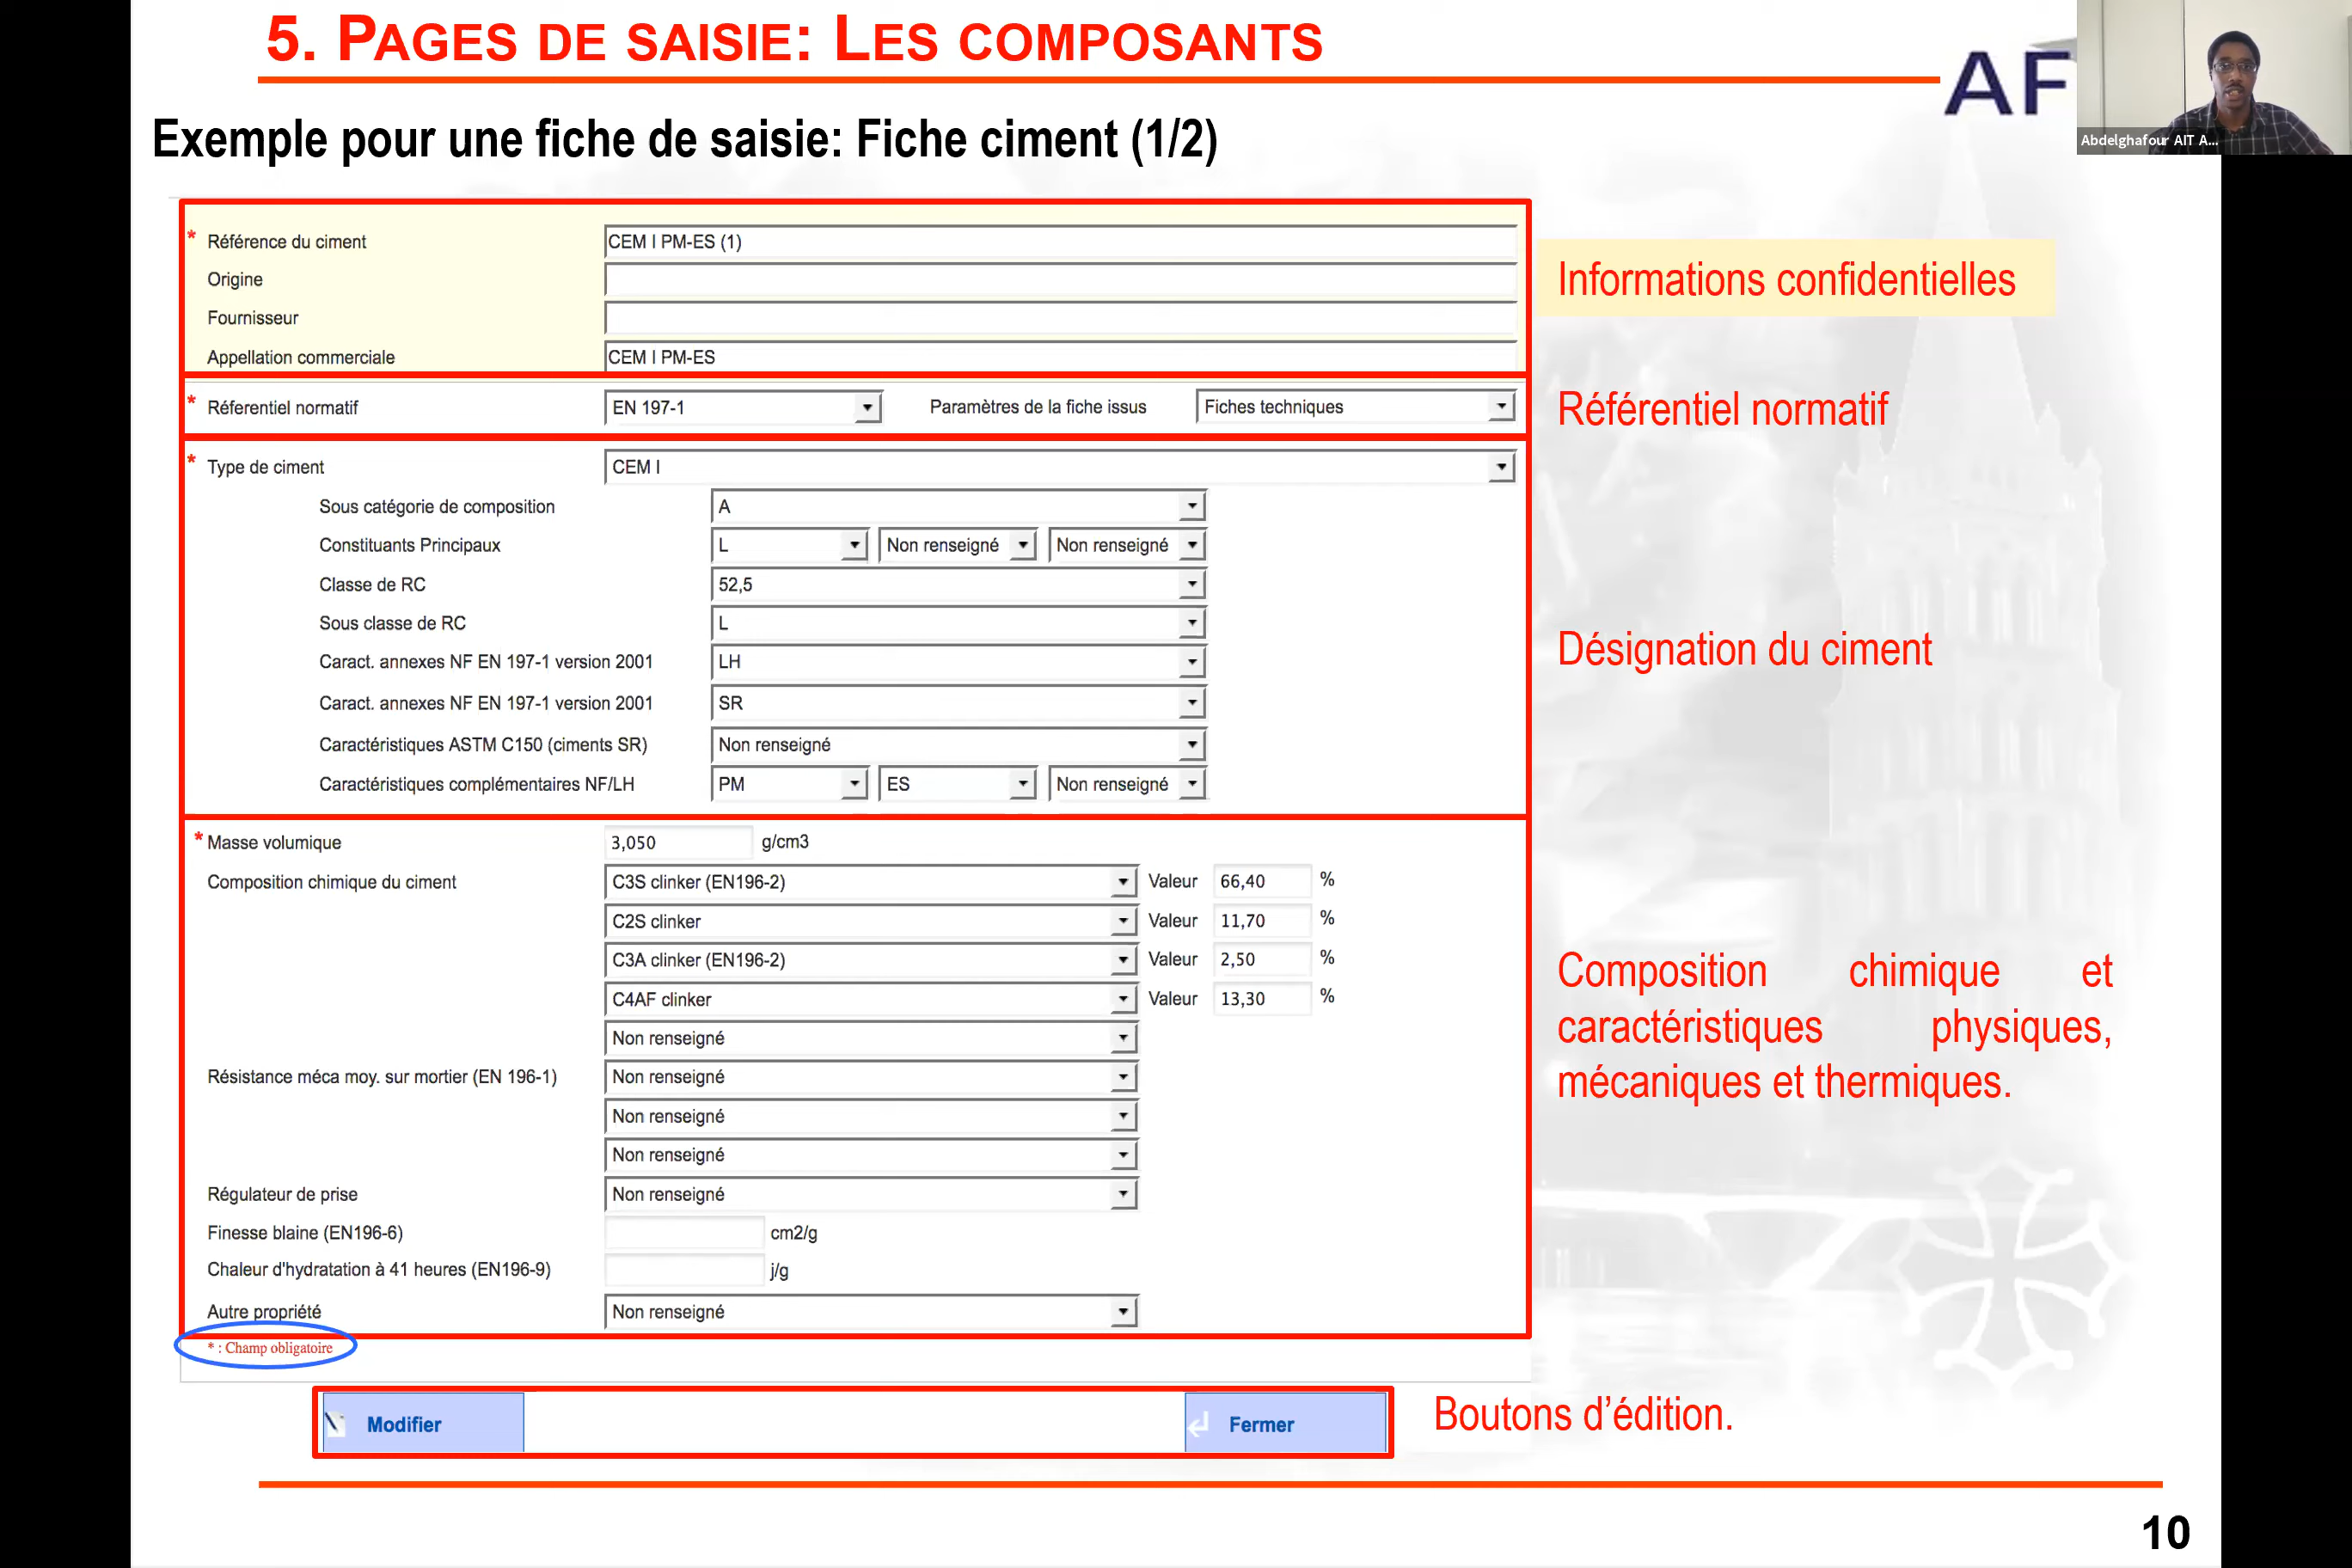 5. PAGES DE SAISIE: LES COMPOSANTS
AF
Abdelghafour AIT A...
Exemple pour une fiche de saisie: Fiche ciment (1/2)
* Référence du ciment CEM I PM-ES (1)
Origine
Fournisseur
Appellation commerciale CEM I PM-ES
Informations confidentielles
* Réferentiel normatif EN 197-1 Paramètres de la fiche issus Fiches techniques
Référentiel normatif
* Type de ciment CEM I
Sous catégorie de composition A
Constituants Principaux L Non renseigné Non renseigné
Classe de RC 52,5
Sous classe de RC L
Caract. annexes NF EN 197-1 version 2001 LH
Caract. annexes NF EN 197-1 version 2001 SR
Caractéristiques ASTM C150 (ciments SR) Non renseigné
Caractéristiques complémentaires NF/LH PM ES Non renseigné
Désignation du ciment
* Masse volumique 3,050 g/cm3
Composition chimique du ciment C3S clinker (EN196-2) Valeur 66,40 %
C2S clinker Valeur 11,70 %
C3A clinker (EN196-2) Valeur 2,50 %
C4AF clinker Valeur 13,30 %
Non renseigné
Résistance méca moy. sur mortier (EN 196-1) Non renseigné
Non renseigné
Non renseigné
Régulateur de prise Non renseigné
Finesse blaine (EN196-6) cm2/g
Chaleur d'hydratation à 41 heures (EN196-9) j/g
Autre propriété Non renseigné
Composition chimique et
caractéristiques physiques,
mécaniques et thermiques.
* : Champ obligatoire
Modifier Fermer
Boutons d’édition.
10